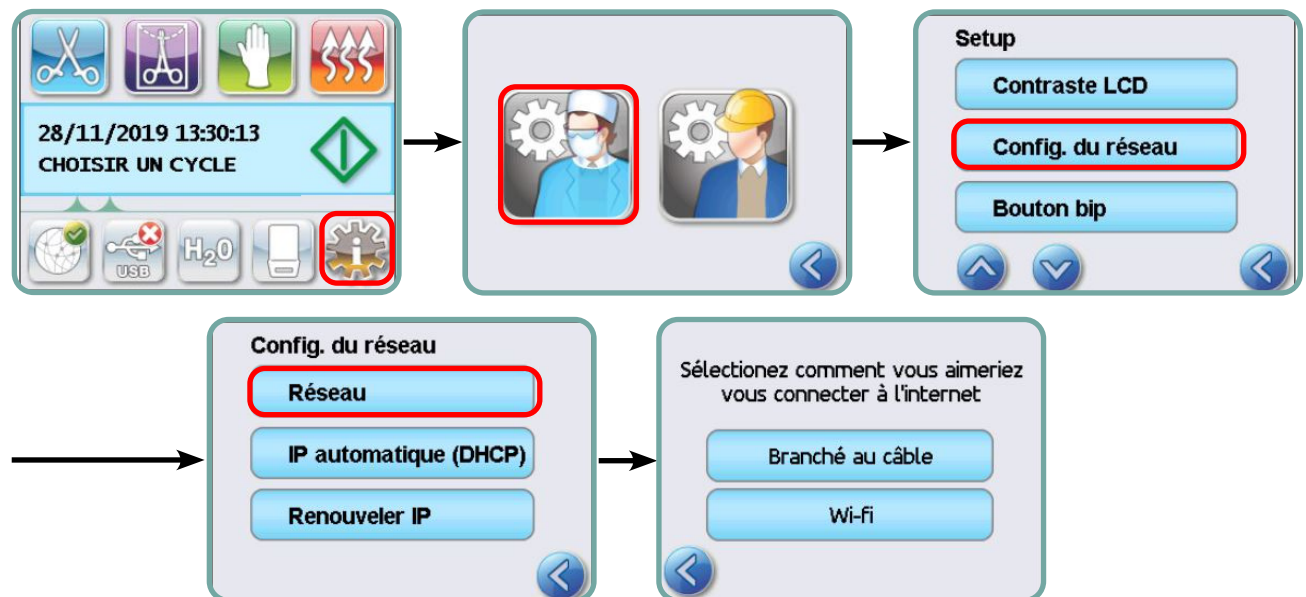 28/11/2019 13:30:13
CHOISIR UN CYCLE
USB
H₂O
i
Setup
Contraste LCD
Config. du réseau
Bouton bip
Config. du réseau
Réseau
IP automatique (DHCP)
Renouveler IP
Sélectionez comment vous aimeriez
vous connecter à l'internet
Branché au câble
Wi-fi